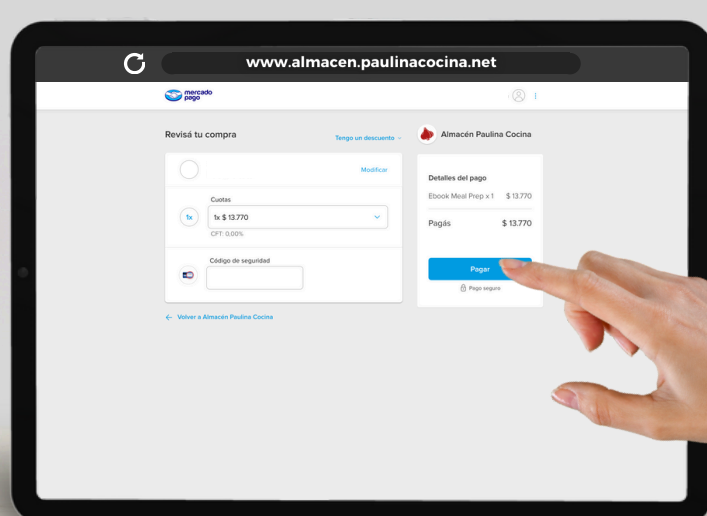 www.almacen.paulinacocina.net
mercado
pago
Revisá tu compra
Tengo un descuento
Almacén Paulina Cocina
Modificar
Detalles del pago
Ebook Meal Prep x 1 $ 13.770
Cuotas
1x
1x $ 13.770
CFT: 0,00%
Pagás $ 13.770
Código de seguridad
Pagar
Pago seguro
← Volver a Almacén Paulina Cocina